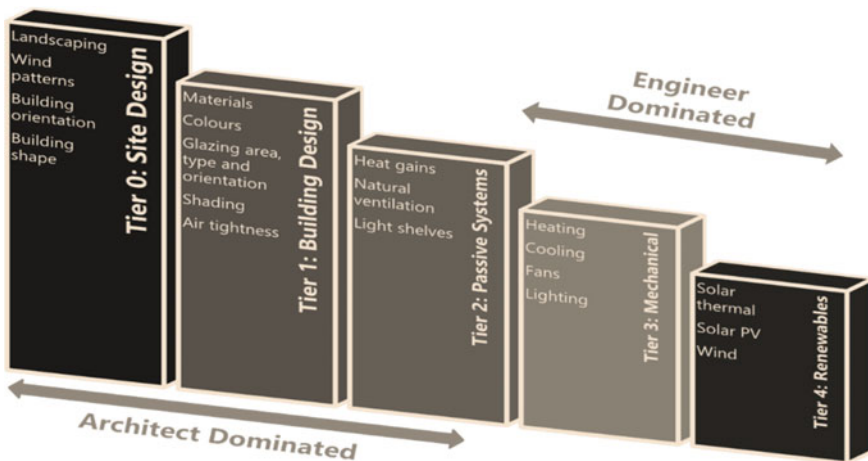 Landscaping
Wind
patterns
Building
orientation
Building
shape
Tier 0: Site Design
Materials
Colours
Glazing area,
type and
orientation
Shading
Air tightness
Tier 1: Building Design
Heat gains
Natural
ventilation
Light shelves
Tier 2: Passive Systems
Engineer
Dominated
Heating
Cooling
Fans
Lighting
Tier 3: Mechanical
Solar
thermal
Solar PV
Wind
Tier 4: Renewables
Architect Dominated